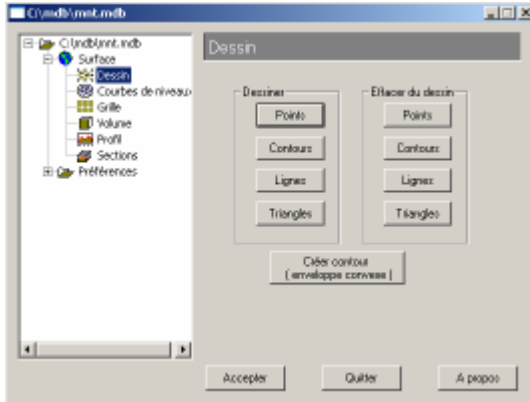 C:\mdb\mnt.mdb
C:\mdb\mnt.mdb
Surface
Dessin
Courbes de niveaux
Grille
Volume
Profil
Sections
Préférences
Dessin
Dessiner
Effacer du dessin
Points
Points
Contours
Contours
Lignes
Lignes
Triangles
Triangles
Créer contour
( enveloppe convexe )
Accepter
Quitter
A propos